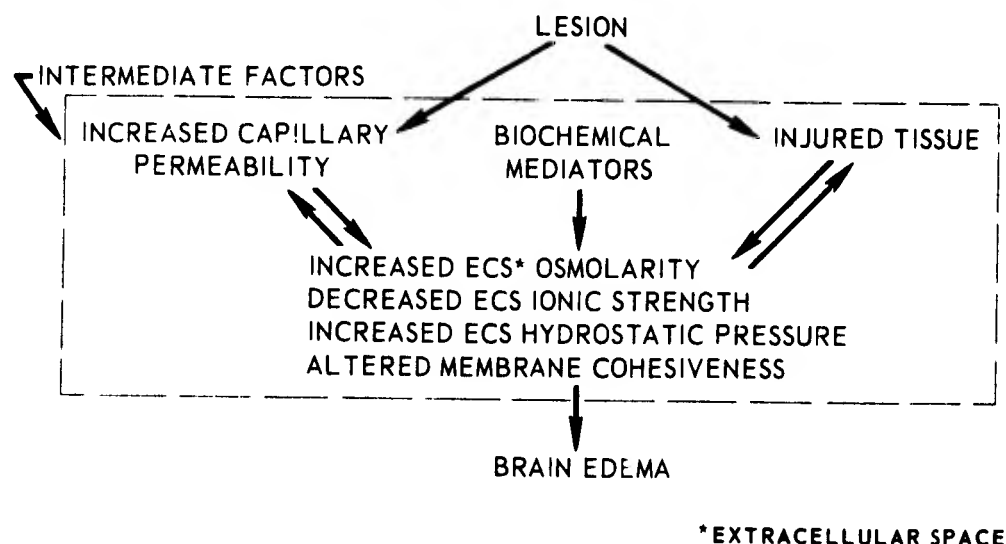 LESION
INTERMEDIATE FACTORS
INCREASED CAPILLARY
PERMEABILITY
BIOCHEMICAL
MEDIATORS
INJURED TISSUE
INCREASED ECS* OSMOLARITY
DECREASED ECS IONIC STRENGTH
INCREASED ECS HYDROSTATIC PRESSURE
ALTERED MEMBRANE COHESIVENESS
BRAIN EDEMA
*EXTRACELLULAR SPACE